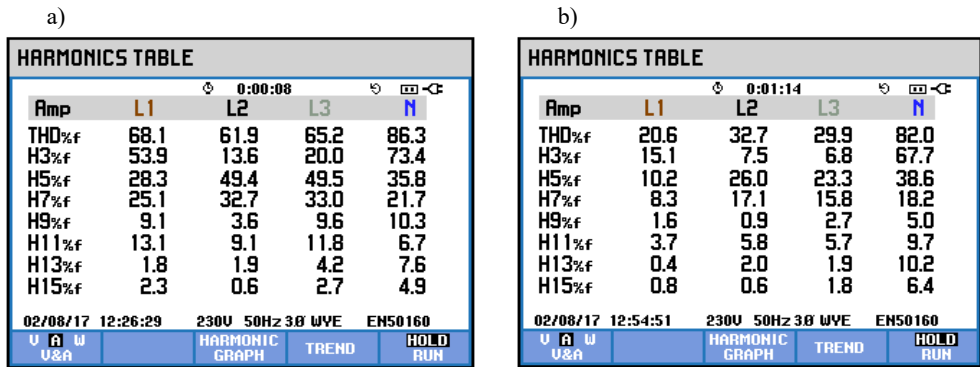 a)
HARMONICS TABLE
0:00:08
Amp L1 L2 L3 N
THD%f 68.1 61.9 65.2 86.3
H3%f 53.9 13.6 20.0 73.4
H5%f 28.3 49.4 49.5 35.8
H7%f 25.1 32.7 33.0 21.7
H9%f 9.1 3.6 9.6 10.3
H11%f 13.1 9.1 11.8 6.7
H13%f 1.8 1.9 4.2 7.6
H15%f 2.3 0.6 2.7 4.9
02/08/17 12:26:29 230V 50Hz 3Ø WYE EN50160
V A W HARMONIC TREND HOLD
V&A GRAPH RUN
b)
HARMONICS TABLE
0:01:14
Amp L1 L2 L3 N
THD%f 20.6 32.7 29.9 82.0
H3%f 15.1 7.5 6.8 67.7
H5%f 10.2 26.0 23.3 38.6
H7%f 8.3 17.1 15.8 18.2
H9%f 1.6 0.9 2.7 5.0
H11%f 3.7 5.8 5.7 9.7
H13%f 0.4 2.0 1.9 10.2
H15%f 0.8 0.6 1.8 6.4
02/08/17 12:54:51 230V 50Hz 3Ø WYE EN50160
V A W HARMONIC TREND HOLD
V&A GRAPH RUN